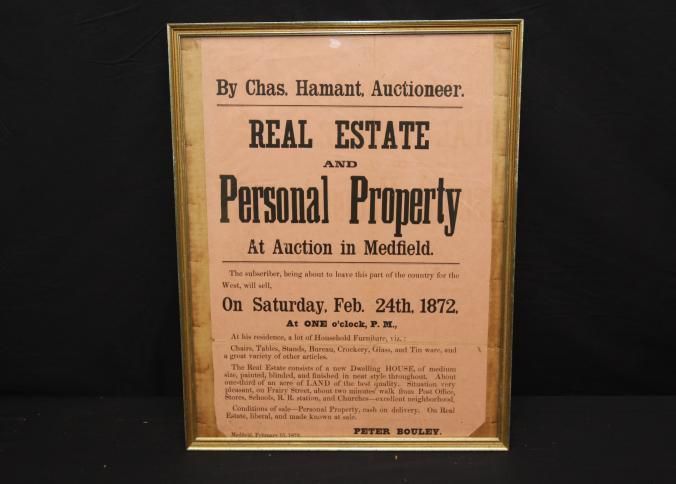 By Chas. Hamant, Auctioneer.
REAL ESTATE
AND
Personal Property
At Auction in Medfield.
The subscriber, being about to leave this part of the country for the
West, will sell,
On Saturday, Feb. 24th, 1872,
At ONE o'clock, P. M.,
At his residence, a lot of Household Furniture, viz. :
Chairs, Tables, Stands, Bureau, Crockery, Glass, and Tin ware, and
a great variety of other articles.
The Real Estate consists of a new Dwelling HOUSE, of medium
size, painted, blinded, and finished in neat style throughout. About
one-third of an acre of LAND of the best quality. Situation very
pleasant, on Frairy Street, about two minutes' walk from Post Office,
Stores, Schools, R. R. station, and Churches—excellent neighborhood.
Conditions of sale—Personal Property, cash on delivery. On Real
Estate, liberal, and made known at sale.
PETER BOULEY.
Medfield, February 15, 1872.